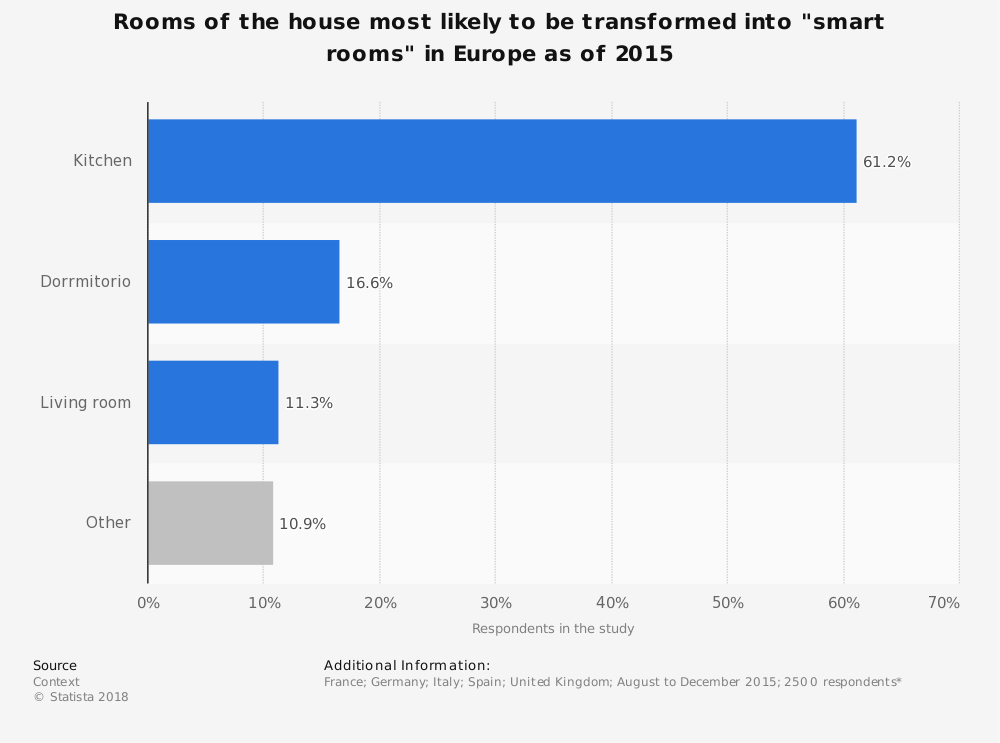 Rooms of the house most likely to be transformed into "smart
rooms" in Europe as of 2015
Kitchen
61.2%
Dorrmitorio
16.6%
Living room
11.3%
Other
10.9%
0% 10% 20% 30% 40% 50% 60% 70%
Respondents in the study
Source
Context
© Statista 2018
Additional Information:
France; Germany; Italy; Spain; United Kingdom; August to December 2015; 2500 respondents*